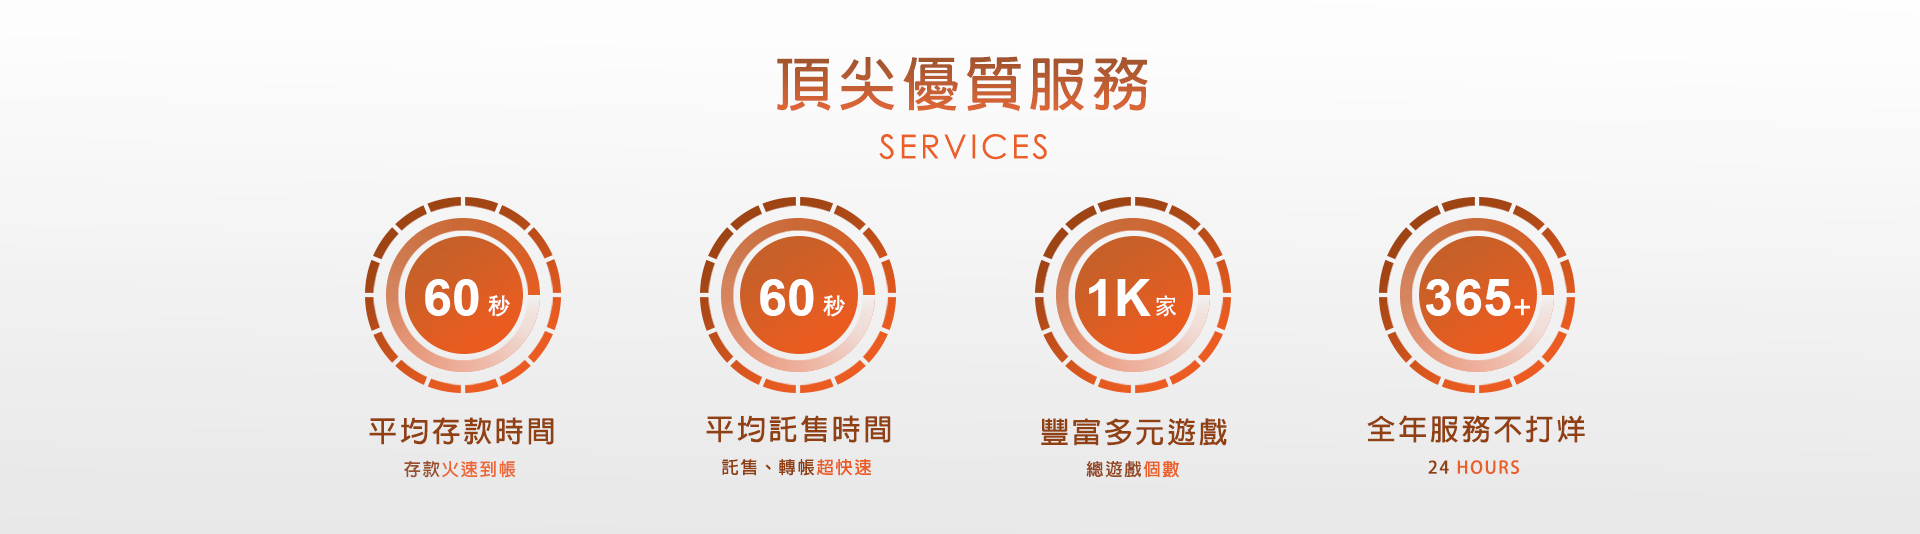 頂尖優質服務
SERVICES
60 秒
60 秒
1K 家
365+
平均存款時間
平均託售時間
豐富多元遊戲
全年服務不打烊
存款火速到帳
託售、轉帳超快速
總遊戲個數
24 HOURS